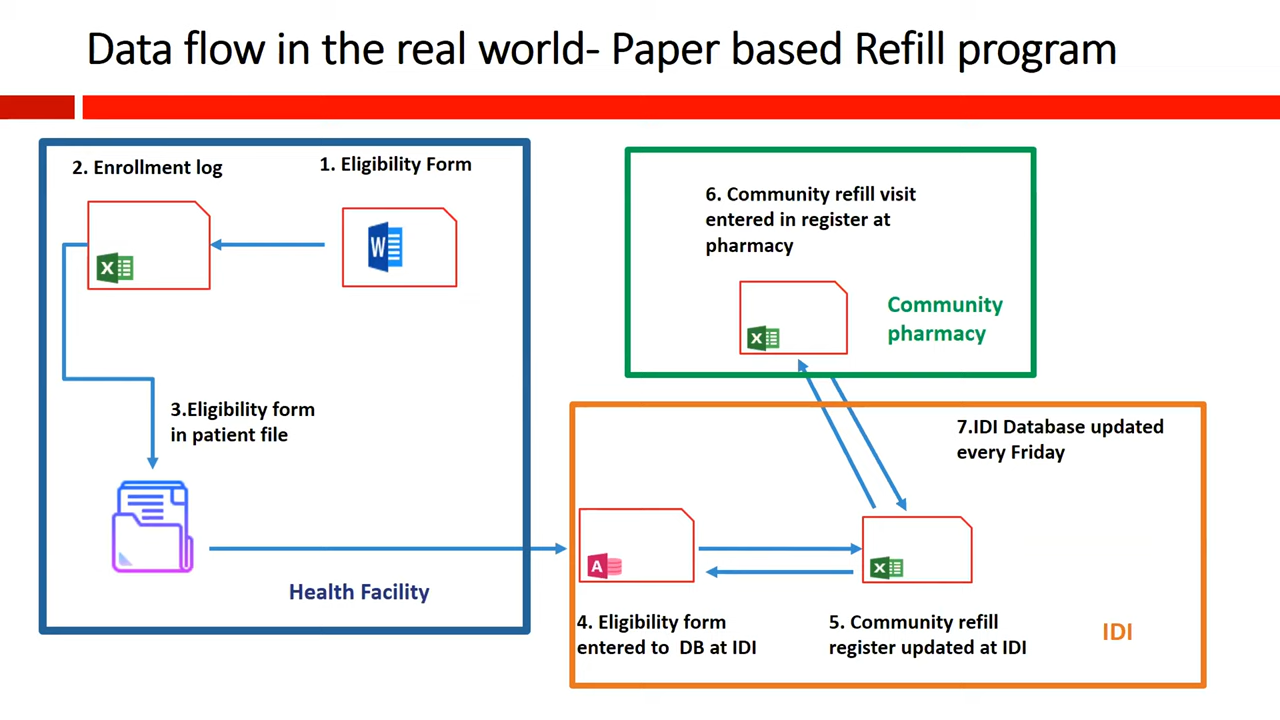 Data flow in the real world- Paper based Refill program
2. Enrollment log
1. Eligibility Form
W
X
3.Eligibility form
in patient file
Health Facility
6. Community refill visit
entered in register at
pharmacy
X
Community
pharmacy
7.IDI Database updated
every Friday
A
X
4. Eligibility form
entered to DB at IDI
5. Community refill
register updated at IDI
IDI